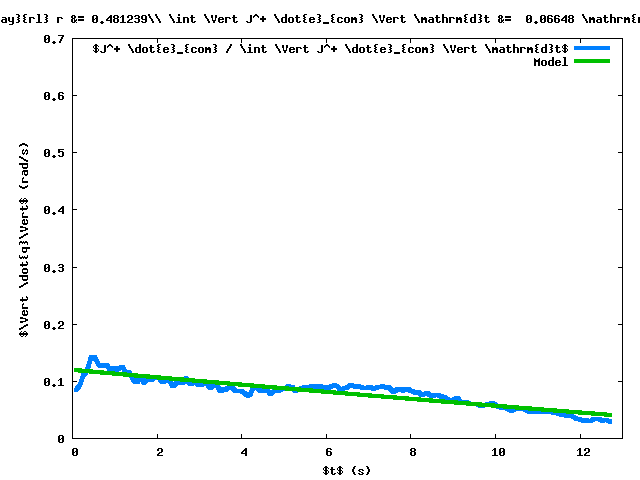 ay}{rl} r &= 0.481239\\ \int \Vert J^+ \dot{e}_{com} \Vert \mathrm{d}t &=  0.06648 \mathrm{
$J^+ \dot{e}_{com} / \int \Vert J^+ \dot{e}_{com} \Vert \mathrm{d}t$
Model
$\Vert \dot{q}\Vert$ (rad/s)
0.7
0.6
0.5
0.4
0.3
0.2
0.1
0
0 2 4 6 8 10 12
$t$ (s)